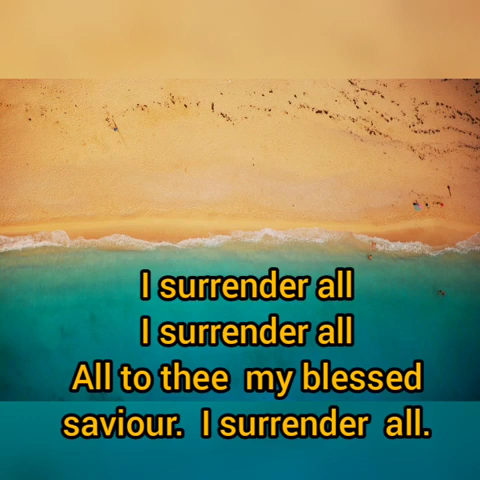 I surrender all
I surrender all
All to thee  my blessed
saviour.  I surrender  all.